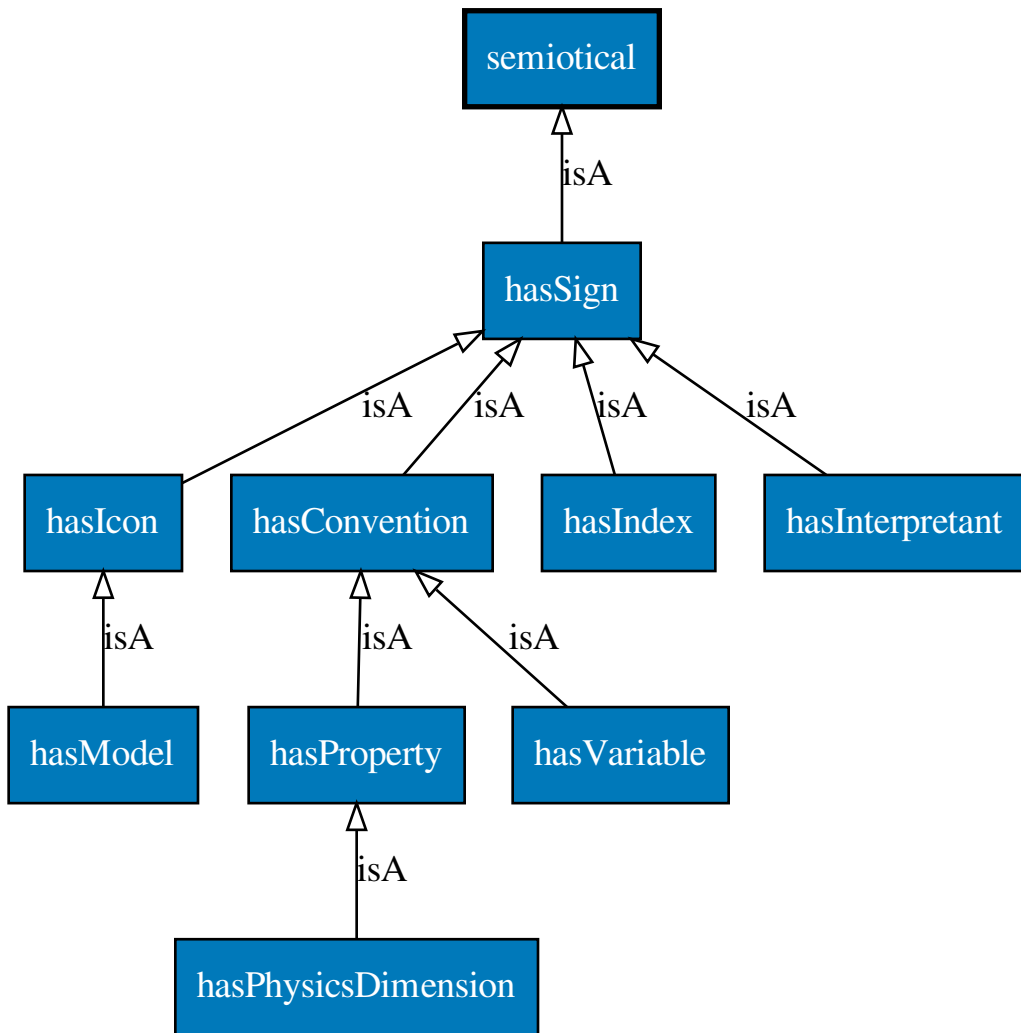 semiotical
isA
hasSign
isA isA isA isA
hasIcon hasConvention hasIndex hasInterpretant
isA isA isA
hasModel hasProperty hasVariable
isA
hasPhysicsDimension